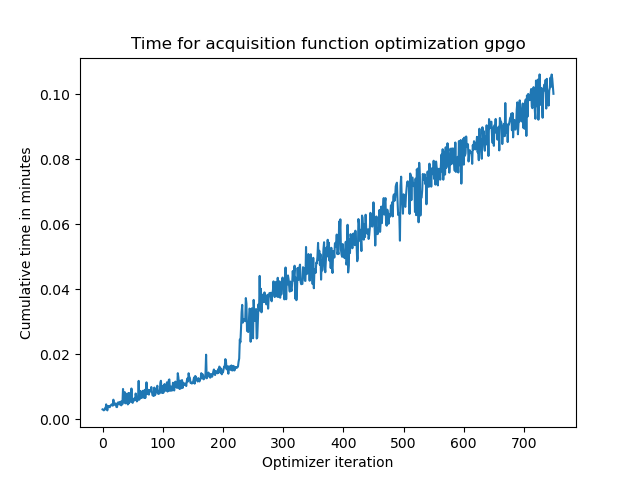 Time for acquisition function optimization gpgo
Cumulative time in minutes
0.10
0.08
0.06
0.04
0.02
0.00
0 100 200 300 400 500 600 700
Optimizer iteration